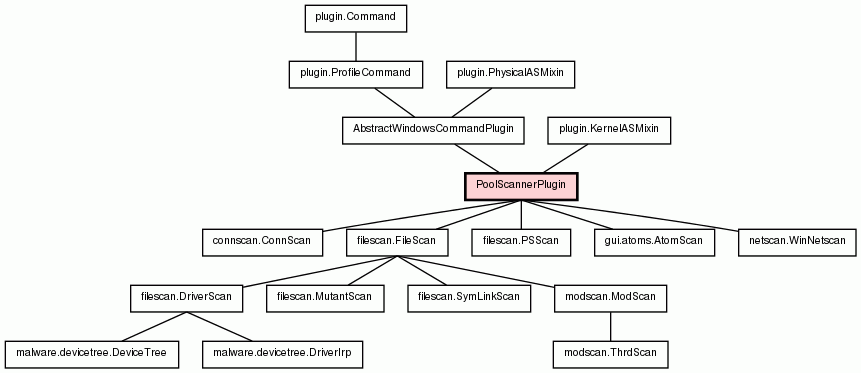 plugin.Command
plugin.ProfileCommand
plugin.PhysicalASMixin
AbstractWindowsCommandPlugin
plugin.KernelASMixin
PoolScannerPlugin
connscan.ConnScan
filescan.FileScan
filescan.PSScan
gui.atoms.AtomScan
netscan.WinNetscan
filescan.DriverScan
filescan.MutantScan
filescan.SymLinkScan
modscan.ModScan
malware.devicetree.DeviceTree
malware.devicetree.DriverIrp
modscan.ThrdScan